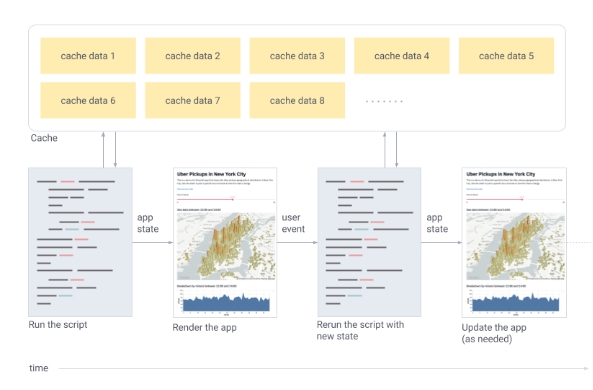 cache data 1
cache data 2
cache data 3
cache data 4
cache data 5
cache data 6
cache data 7
cache data 8
.......
Cache
app
state
user
event
app
state
Uber Pickups in New York City
Uber Pickups in New York City
Run the script
Render the app
Rerun the script with
new state
Update the app
(as needed)
time